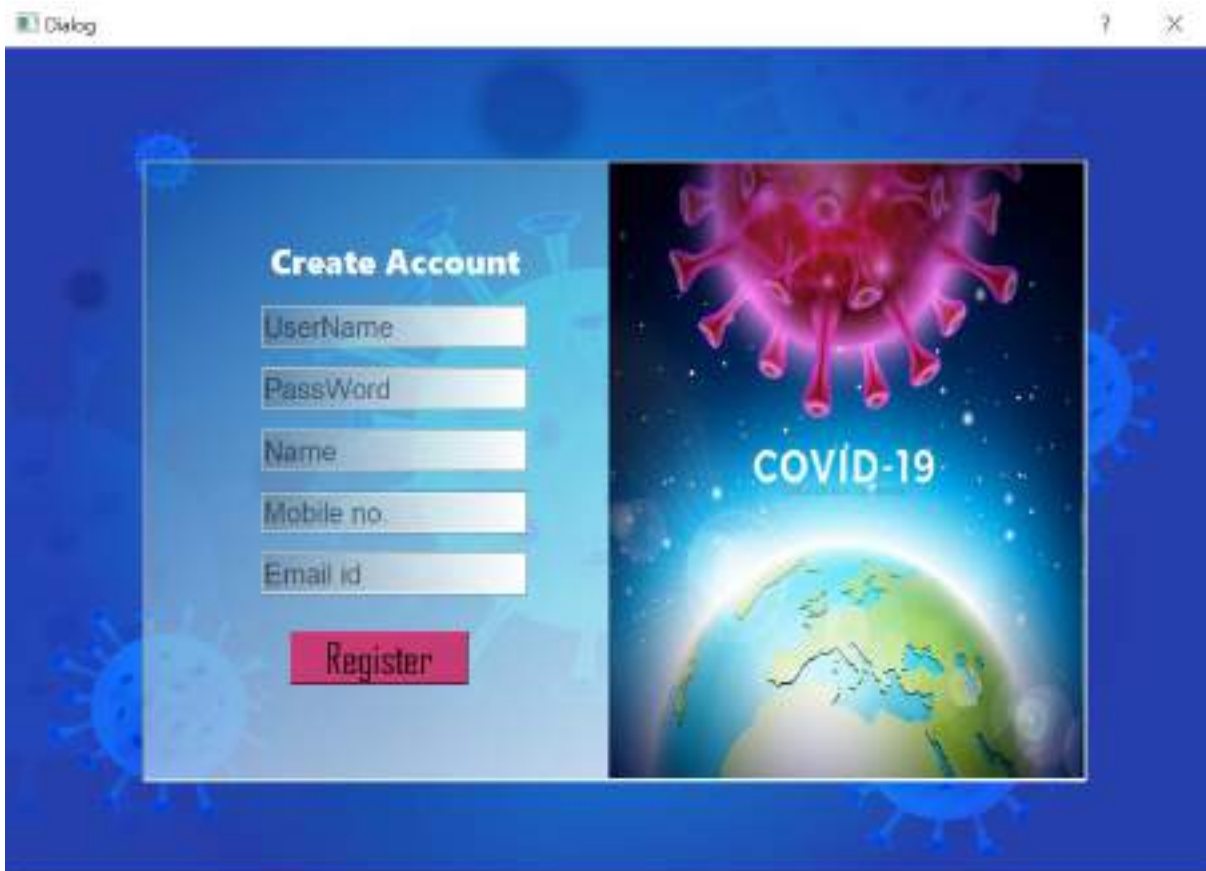 Dialog
?
Create Account
UserName
PassWord
Name
Mobile no
Email id
Register
COVID-19